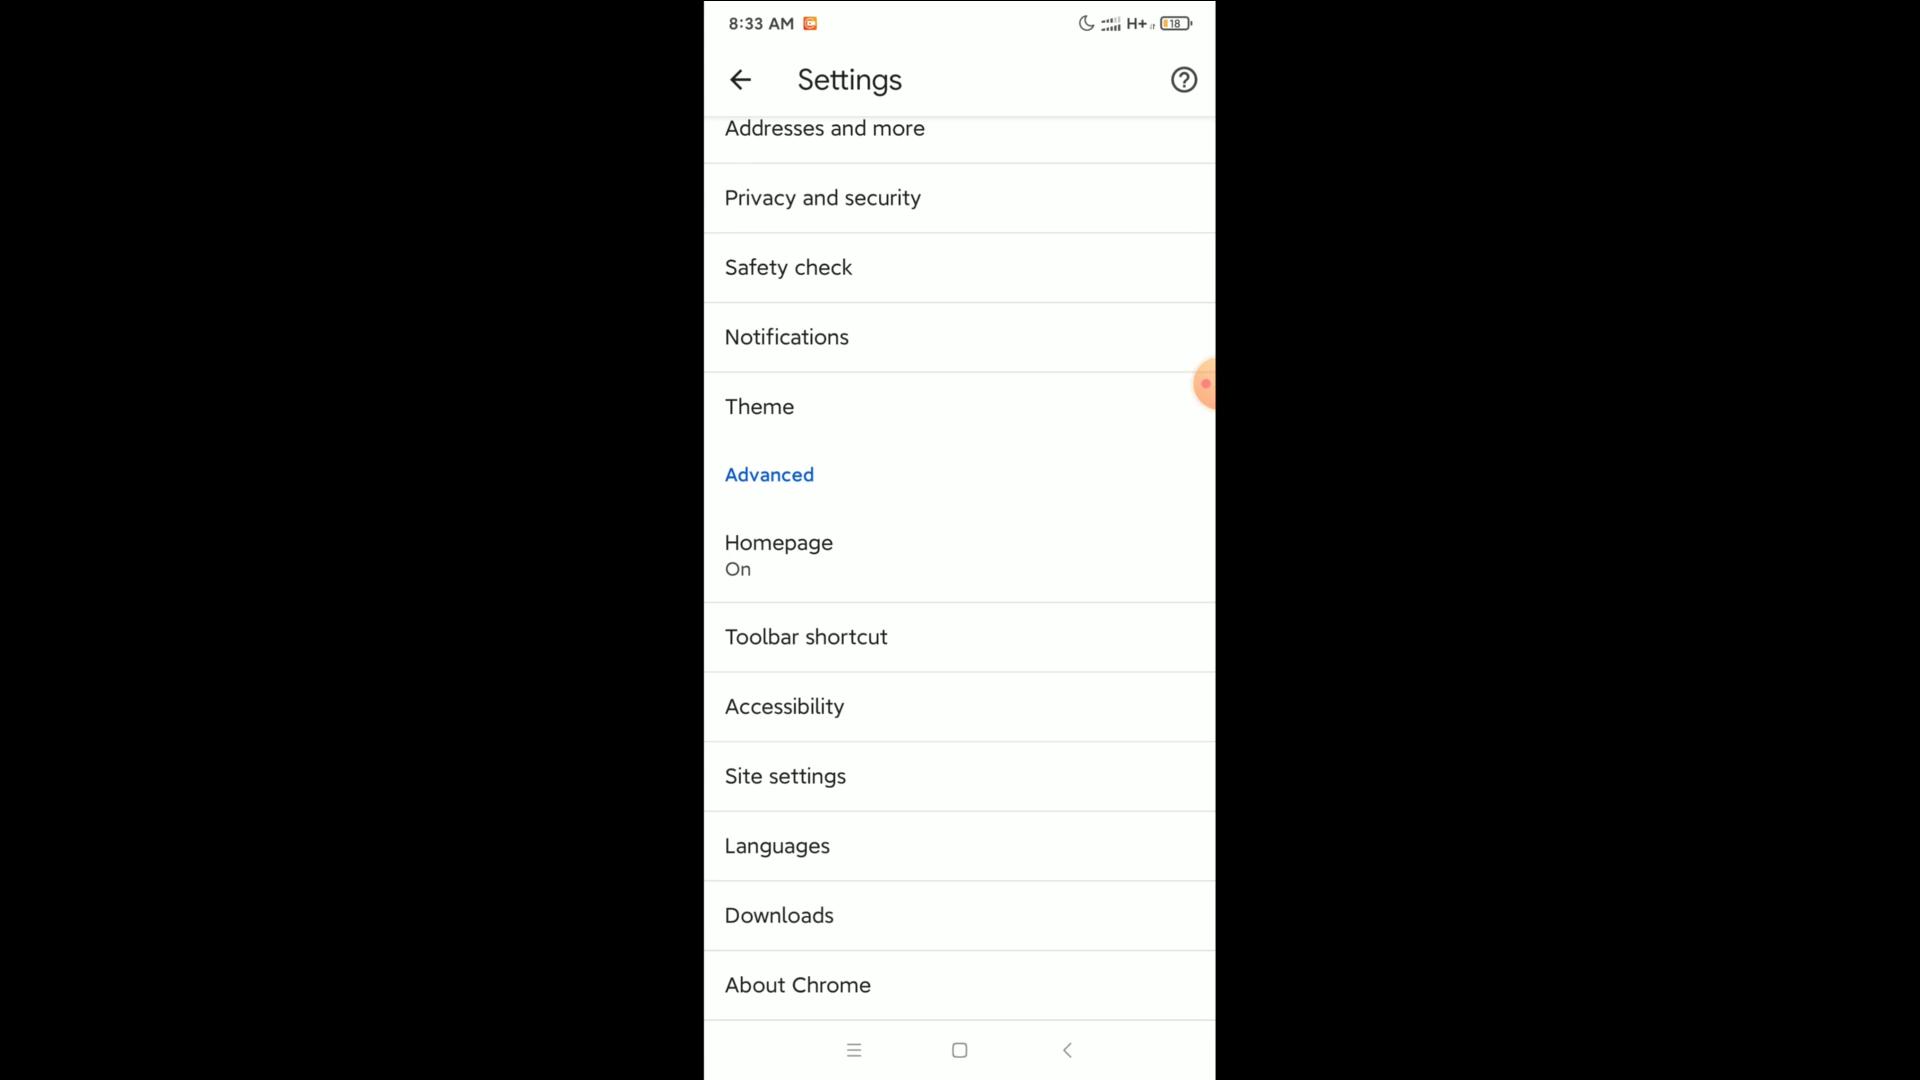 8:33 AM H+ 18
Settings
Addresses and more
Privacy and security
Safety check
Notifications
Theme
Advanced
Homepage
On
Toolbar shortcut
Accessibility
Site settings
Languages
Downloads
About Chrome